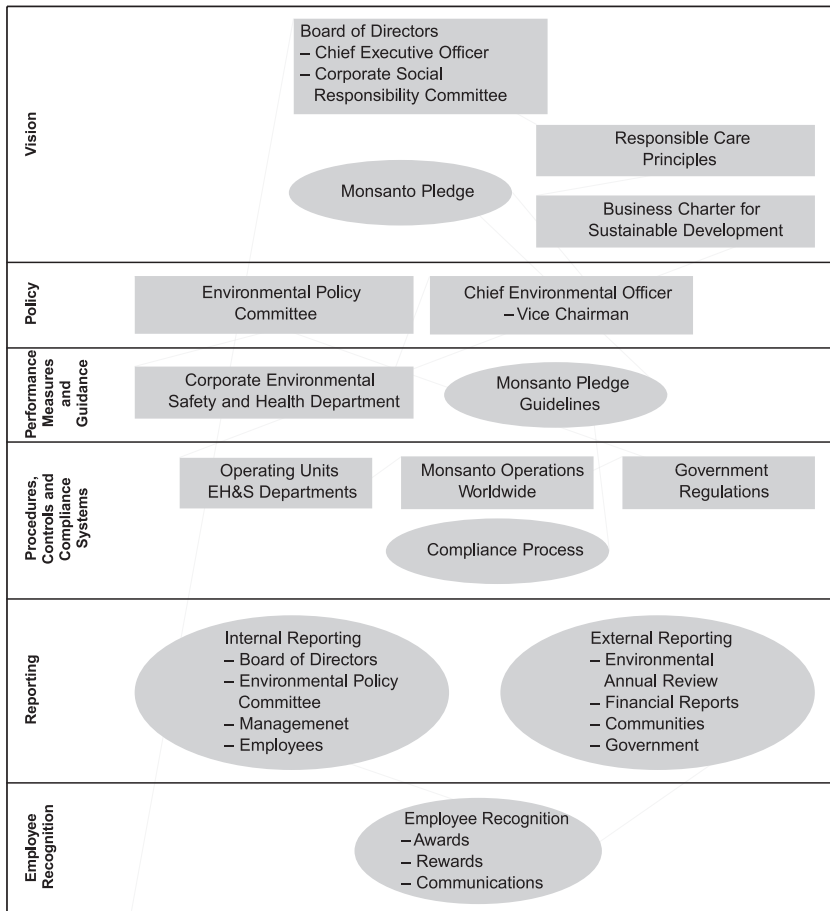 Vision
Board of Directors
– Chief Executive Officer
– Corporate Social
Responsibility Committee
Responsible Care
Principles
Monsanto Pledge
Business Charter for
Sustainable Development
Policy
Environmental Policy
Committee
Chief Environmental Officer
– Vice Chairman
Performance
Measures
and
Guidance
Corporate Environmental
Safety and Health Department
Monsanto Pledge
Guidelines
Procedures,
Controls and
Compliance
Systems
Operating Units
EH&S Departments
Monsanto Operations
Worldwide
Government
Regulations
Compliance Process
Reporting
Internal Reporting
– Board of Directors
– Environmental Policy
Committee
– Managemenet
– Employees
External Reporting
– Environmental
Annual Review
– Financial Reports
– Communities
– Government
Employee
Recognition
Employee Recognition
– Awards
– Rewards
– Communications